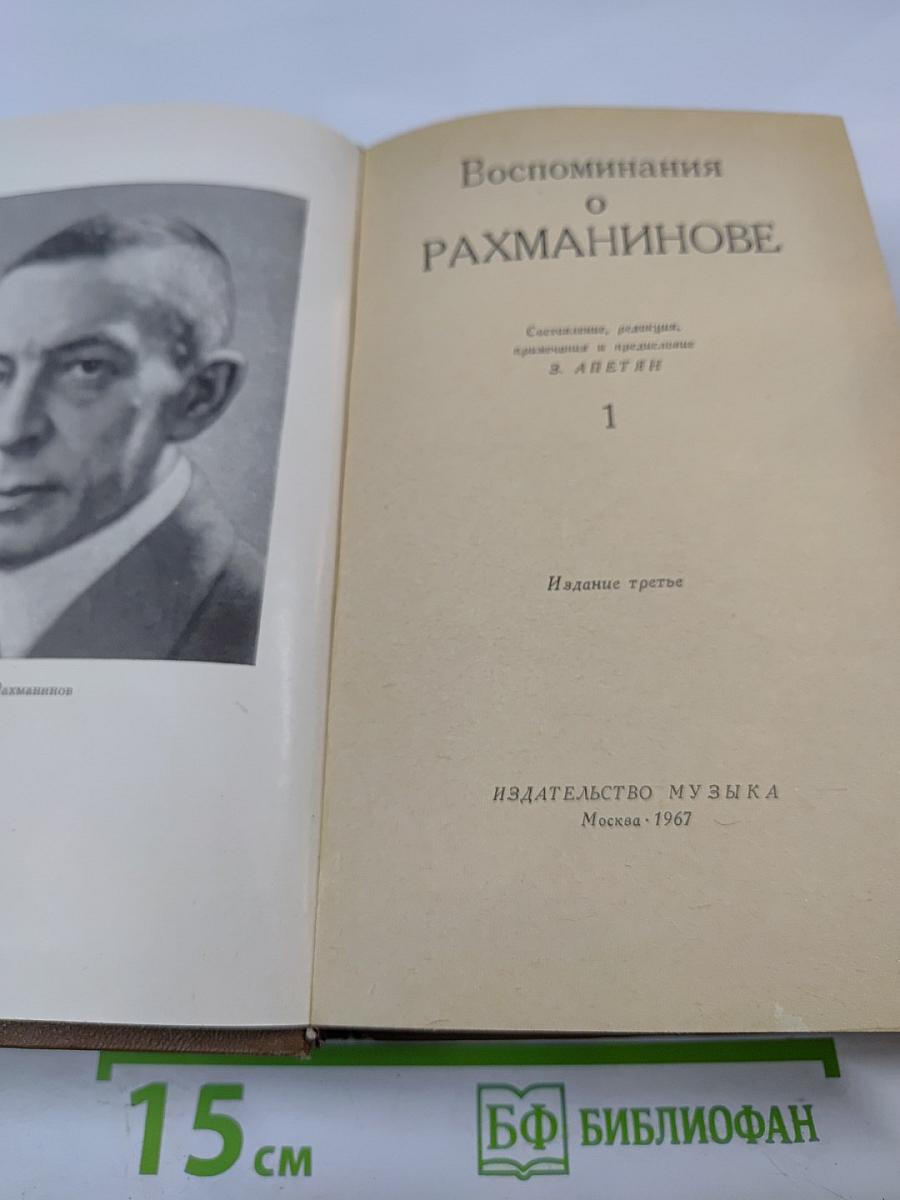 Воспоминания
о
РАХМАНИНОВЕ
Составление, редакция,
примечания и предисловие
З. АПЕТЯН
1
Издание третье
Рахманинов
ИЗДАТЕЛЬСТВО МУЗЫКА
Москва · 1967
15 см
БФ БИБЛИОФАН